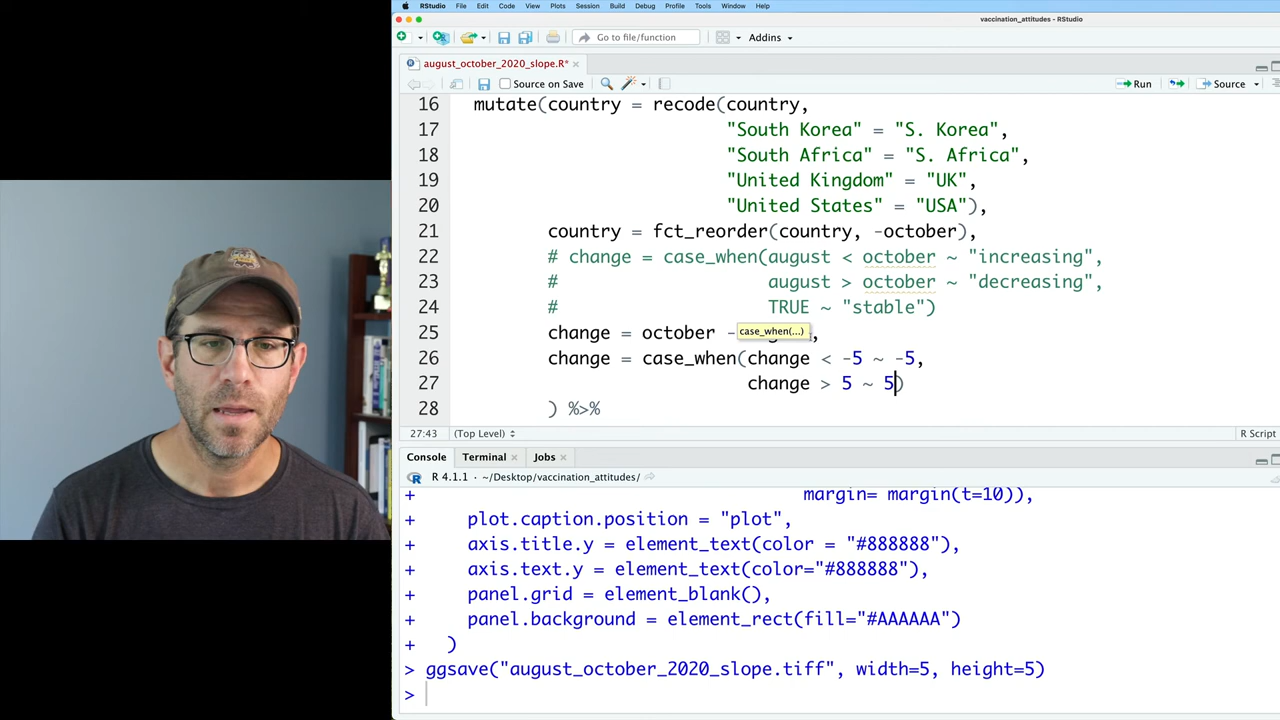 RStudio File Edit Code View Plots Session Build Debug Profile Tools Window Help
vaccination_attitudes - RStudio
Go to file/function Addins
august_october_2020_slope.R*
Source on Save Run Source
16 mutate(country = recode(country,
17 "South Korea" = "S. Korea",
18 "South Africa" = "S. Africa",
19 "United Kingdom" = "UK",
20 "United States" = "USA"),
21 country = fct_reorder(country, -october),
22 # change = case_when(august < october ~ "increasing",
23 # august > october ~ "decreasing",
24 # TRUE ~ "stable")
case_when(...)
25 change = october - ,
26 change = case_when(change < -5 ~ -5,
27 change > 5 ~ 5)
28 ) %>%
27:43 (Top Level) R Script
Console Terminal Jobs
R 4.1.1 · ~/Desktop/vaccination_attitudes/
+ margin= margin(t=10)),
+ plot.caption.position = "plot",
+ axis.title.y = element_text(color = "#888888"),
+ axis.text.y = element_text(color="#888888"),
+ panel.grid = element_blank(),
+ panel.background = element_rect(fill="#AAAAAA")
+ )
> ggsave("august_october_2020_slope.tiff", width=5, height=5)
>